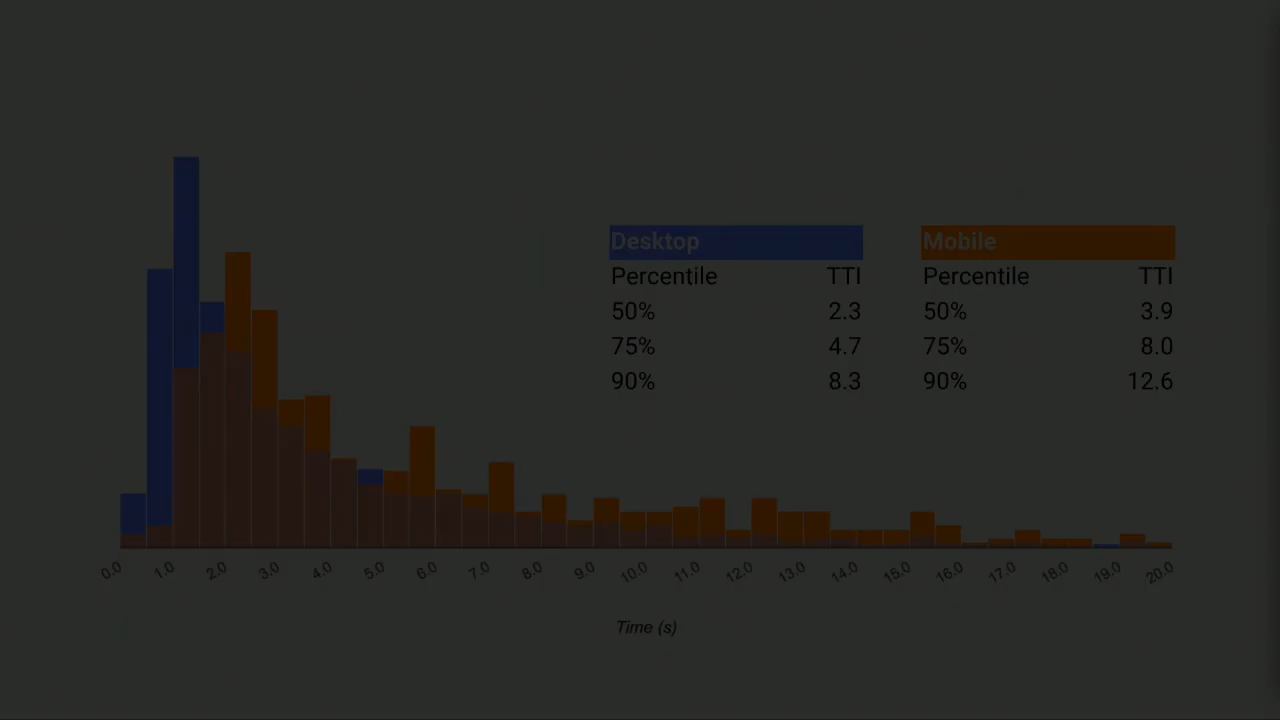 Desktop Mobile
Percentile TTI Percentile TTI
50% 2.3 50% 3.9
75% 4.7 75% 8.0
90% 8.3 90% 12.6
0.0 1.0 2.0 3.0 4.0 5.0 6.0 7.0 8.0 9.0 10.0 11.0 12.0 13.0 14.0 15.0 16.0 17.0 18.0 19.0 20.0
Time (s)